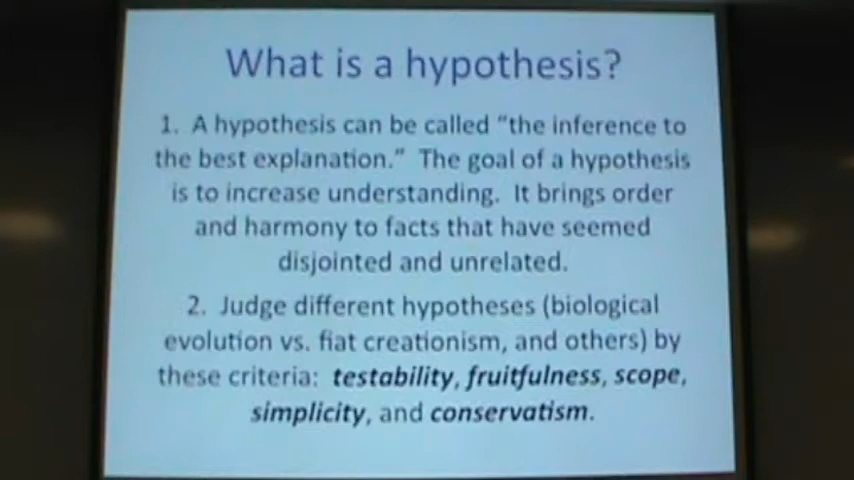 What is a hypothesis?
1. A hypothesis can be called “the inference to
the best explanation.” The goal of a hypothesis
is to increase understanding. It brings order
and harmony to facts that have seemed
disjointed and unrelated.
2. Judge different hypotheses (biological
evolution vs. fiat creationism, and others) by
these criteria: testability, fruitfulness, scope,
simplicity, and conservatism.